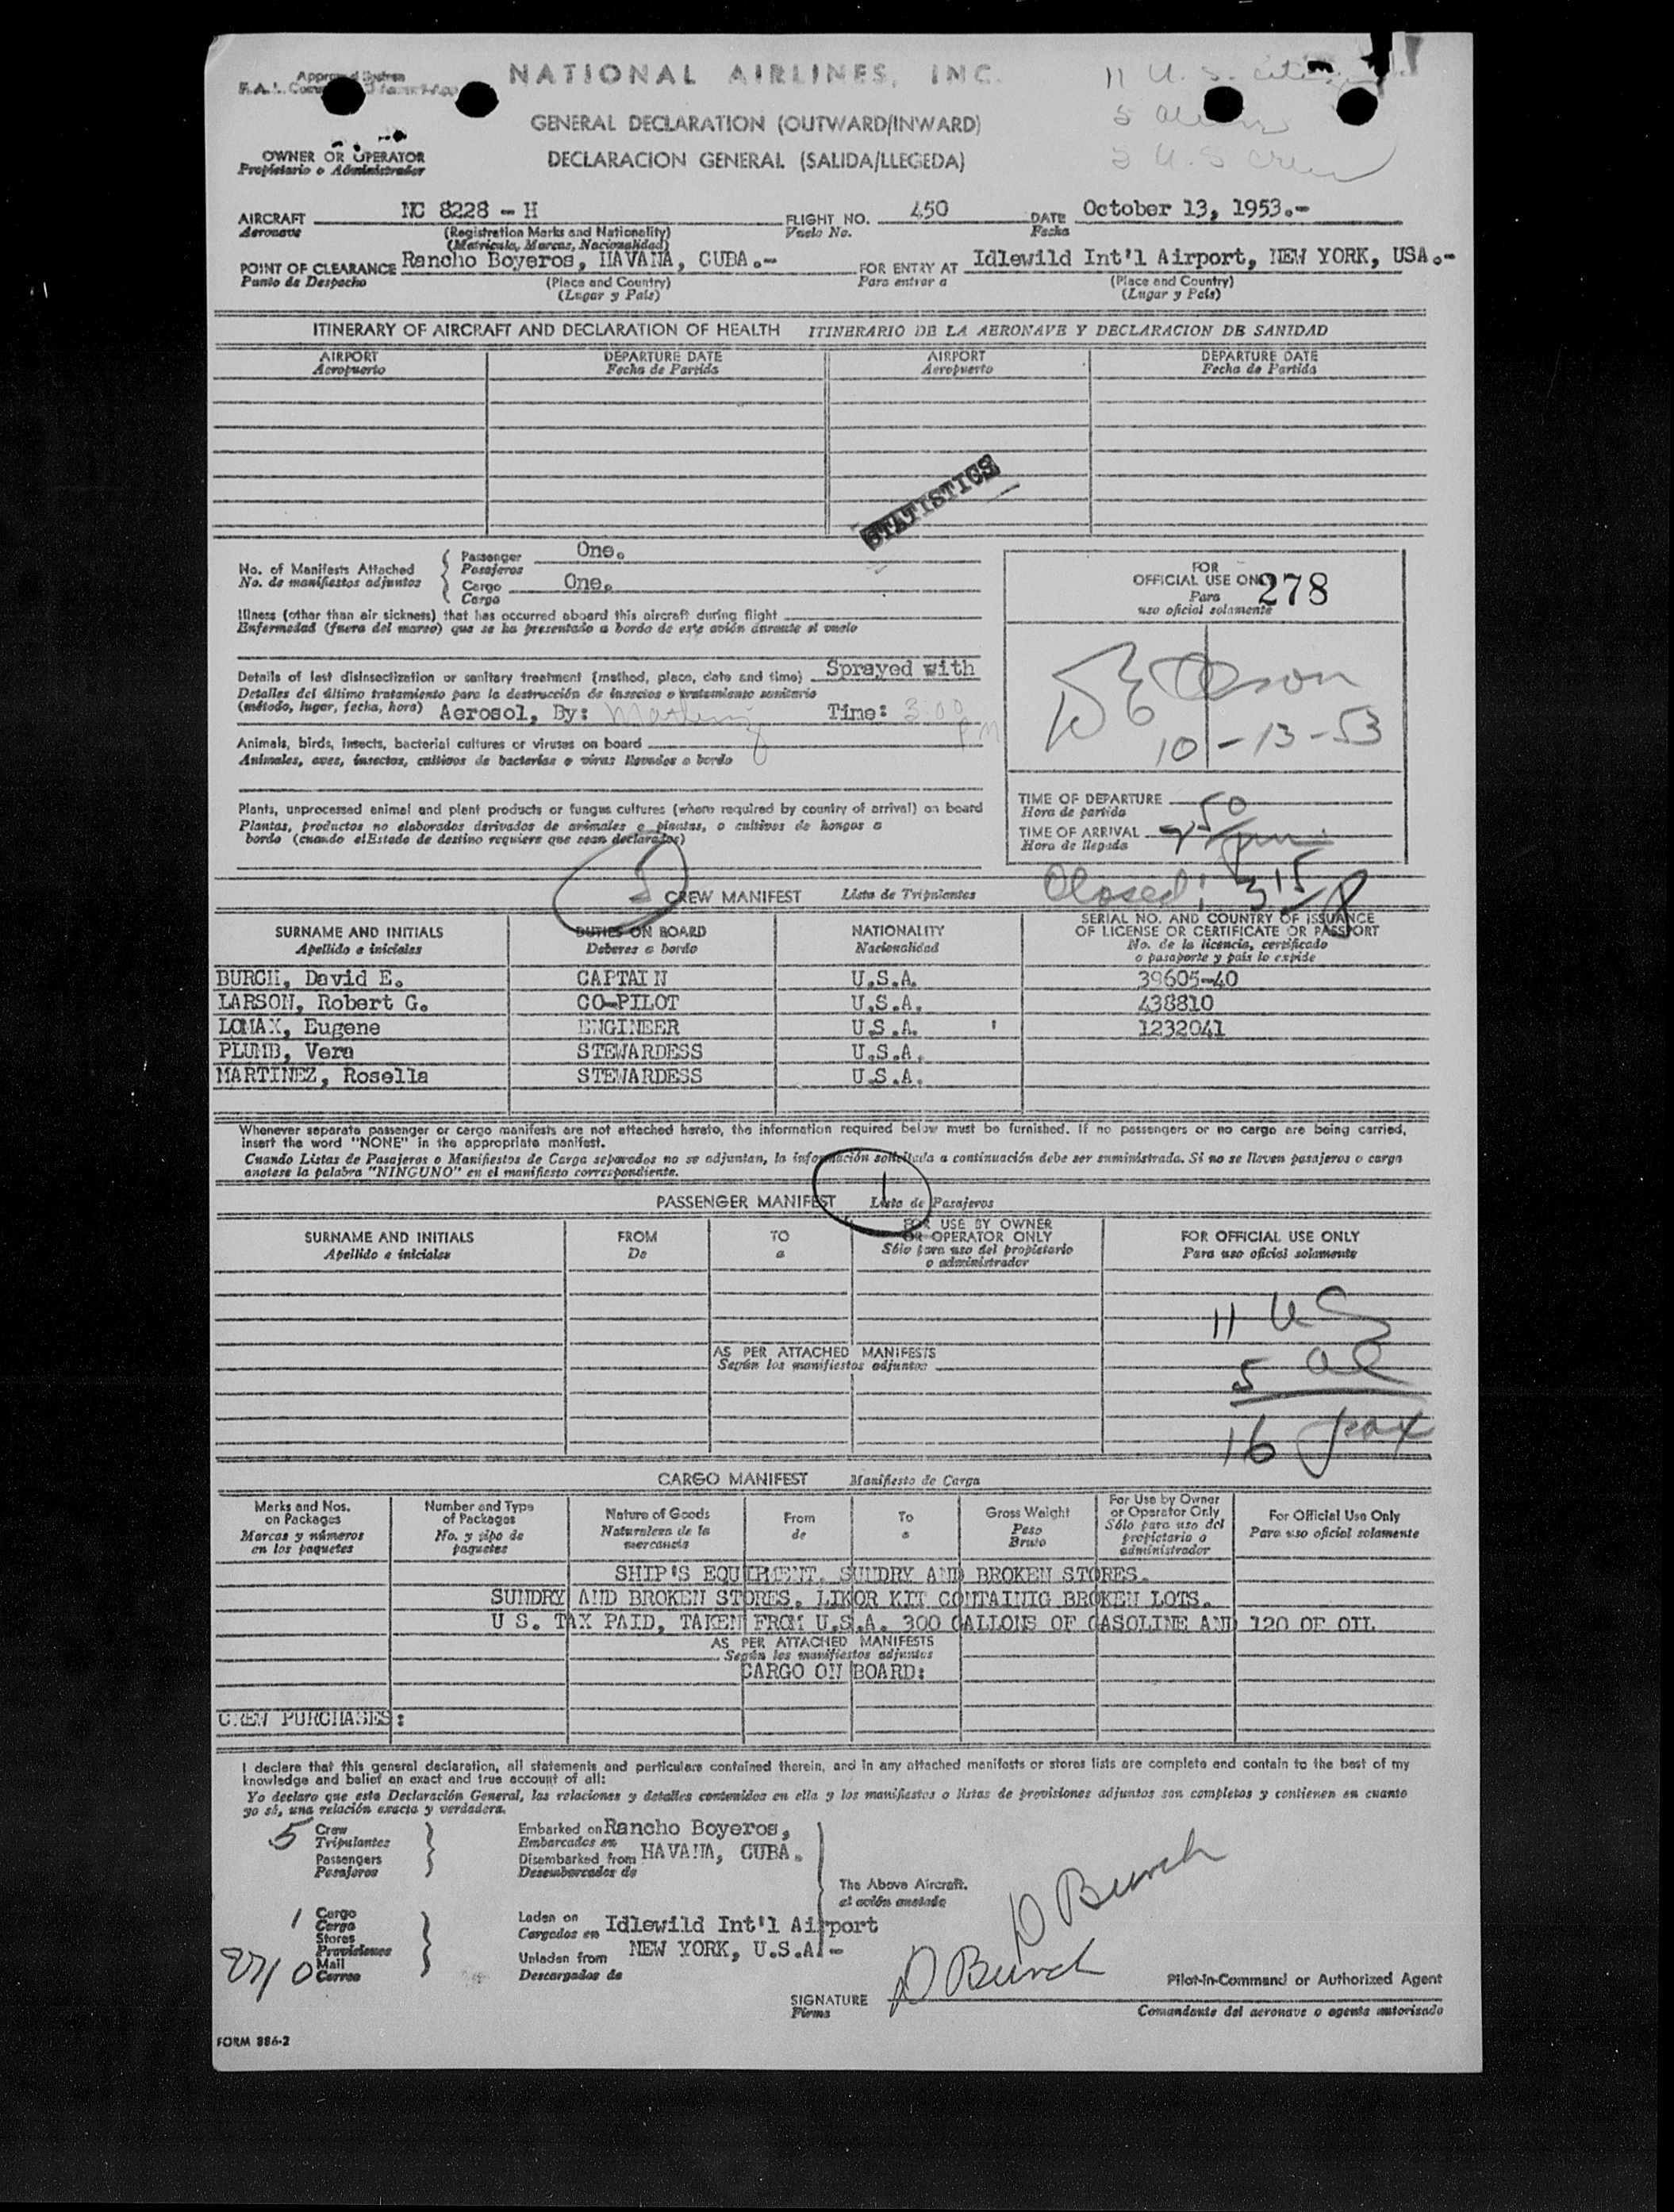 NATIONAL AIRLINES, INC.
11 U. S.
5
5 U. S crew
GENERAL DECLARATION (OUTWARD/INWARD)
DECLARACION GENERAL (SALIDA/LLEGEDA)
OWNER OR OPERATOR
Propietario o Administrador
AIRCRAFT NC 8228 - H FLIGHT NO. 450 DATE October 13, 1953.-
Aeronave (Registration Marks and Nationality) Vuelo No. Fecha
(Matricula, Marcas, Nacionalidad)
POINT OF CLEARANCE Rancho Boyeros, HAVANA, CUBA.- FOR ENTRY AT Idlewild Int'l Airport, NEW YORK, USA.-
Punto de Despacho (Place and Country) Para entrar a (Place and Country)
(Lugar y País) (Lugar y País)
ITINERARY OF AIRCRAFT AND DECLARATION OF HEALTH ITINERARIO DE LA AERONAVE Y DECLARACION DE SANIDAD
AIRPORT DEPARTURE DATE AIRPORT DEPARTURE DATE
Aeropuerto Fecha de Partida Aeropuerto Fecha de Partida
STATISTICS
No. of Manifests Attached
No. de manifiestos adjuntos
Passenger One.
Pasajeros
Cargo One.
Carga
FOR
OFFICIAL USE ONLY 278
Para
uso oficial solamente
Illness (other than air sickness) that has occurred aboard this aircraft during flight
Enfermedad (fuera del mareo) que se ha presentado a bordo de este avión durante el vuelo
Details of last disinsectization or sanitary treatment (method, place, date and time) Sprayed with
Detalles del último tratamiento para la destrucción de insectos o tratamiento sanitario
(método, lugar, fecha, hora) Aerosol, By: Time: 3:00 PM
10-13-53
Animals, birds, insects, bacterial cultures or viruses on board
Animales, aves, insectos, cultivos de bacterias o virus llevados a bordo
Plants, unprocessed animal and plant products or fungus cultures (where required by country of arrival) on board
Plantas, productos no elaborados derivados de animales o plantas, o cultivos de hongos a
bordo (cuando el Estado de destino requiere que sean declarados)
TIME OF DEPARTURE
Hora de partida
TIME OF ARRIVAL 750 pm
Hora de llegada
Closed: 315 P
5
CREW MANIFEST Lista de Tripulantes
SURNAME AND INITIALS DUTIES ON BOARD NATIONALITY SERIAL NO. AND COUNTRY OF ISSUANCE
OF LICENSE OR CERTIFICATE OR PASSPORT
Apellido e iniciales Deberes a bordo Nacionalidad No. de la licencia, certificado
o pasaporte y país lo expide
BURCH, David E. CAPTAIN U.S.A. 39605-40
LARSON, Robert G. CO-PILOT U.S.A. 438810
LOMAX, Eugene ENGINEER U.S.A. 1232041
PLUMB, Vera STEWARDESS U.S.A.
MARTINEZ, Rosella STEWARDESS U.S.A.
Whenever separate passenger or cargo manifests are not attached hereto, the information required below must be furnished. If no passengers or no cargo are being carried,
insert the word "NONE" in the appropriate manifest.
Cuando Listas de Pasajeros o Manifiestos de Carga separados no se adjuntan, la información solicitada a continuación debe ser suministrada. Si no se llevan pasajeros o carga
anotese la palabra "NINGUNO" en el manifiesto correspondiente.
1
PASSENGER MANIFEST Lista de Pasajeros
SURNAME AND INITIALS FROM TO FOR USE BY OWNER FOR OFFICIAL USE ONLY
OR OPERATOR ONLY
Apellido e iniciales De a Sólo para uso del propietario Para uso oficial solamente
o administrador
11 US
AS PER ATTACHED MANIFESTS
Según los manifiestos adjuntos
5 al
16 pax
CARGO MANIFEST Manifiesto de Carga
Marks and Nos. on Packages Number and Type of Packages Nature of Goods From To Gross Weight For Use by Owner or Operator Only For Official Use Only
Marcas y números en los paquetes No. y tipo de paquetes Naturaleza de la mercancía de a Peso Bruto Sólo para uso del propietario o administrador Para uso oficial solamente
SHIP'S EQUIPMENT. SUNDRY AND BROKEN STORES.
SUNDRY AND BROKEN STORES. LIKOR KIT CONTAINIG BROKEN LOTS.
U S. TAX PAID, TAKEN FROM U.S.A. 300 GALLONS OF GASOLINE AND 120 OF OIL
AS PER ATTACHED MANIFESTS
Según los manifiestos adjuntos
CARGO ON BOARD:
CREW PURCHASES:
I declare that this general declaration, all statements and particulars contained therein, and in any attached manifests or stores lists are complete and contain to the best of my
knowledge and belief an exact and true account of all:
Yo declaro que esta Declaración General, las relaciones y detalles contenidos en ella y los manifiestos o listas de provisiones adjuntos son completos y contienen en cuanto
yo sé, una relación exacta y verdadera.
5 Crew Embarked on Rancho Boyeros,
Tripulantes Embarcados en
Passengers Disembarked from HAVANA, CUBA.
Pasajeros Desembarcados de
The Above Aircraft.
el avión anotado
D Burch
1 Cargo Laden on Idlewild Int'l Airport
Carga Cargados en
Stores
Provisiones Unladen from NEW YORK, U.S.A.-
Mail
Correo Descargados de
D Burch
Pilot-in-Command or Authorized Agent
SIGNATURE
Firma
Comandante del aeronave o agente autorizado
FORM 886-2